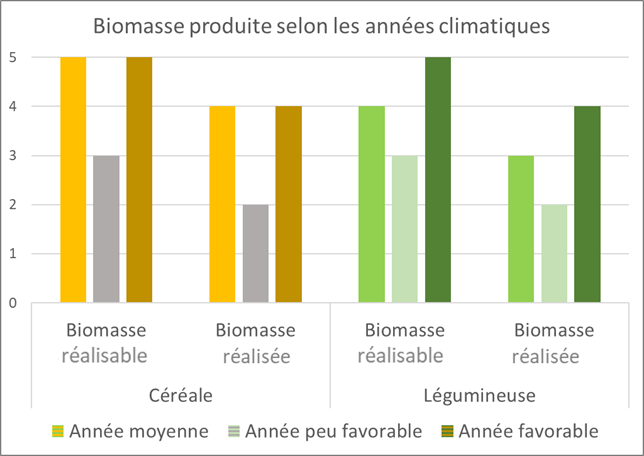 Biomasse produite selon les années climatiques
5
4
3
2
1
0
Biomasse réalisable
Biomasse réalisée
Biomasse réalisable
Biomasse réalisée
Céréale
Légumineuse
Année moyenne
Année peu favorable
Année favorable